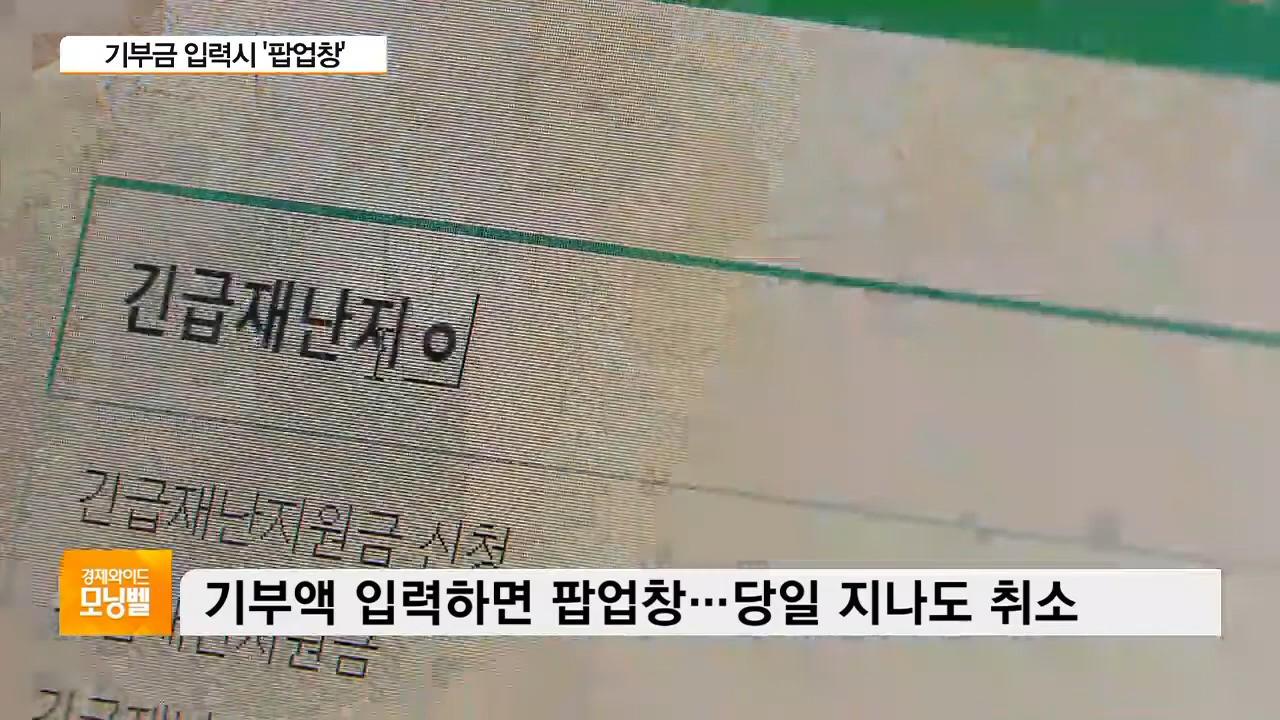 기부금 입력시 '팝업창'
긴급재난지ㅇ
긴급재난지원금 신청
경제와이드
모닝벨
기부액 입력하면 팝업창…당일 지나도 취소